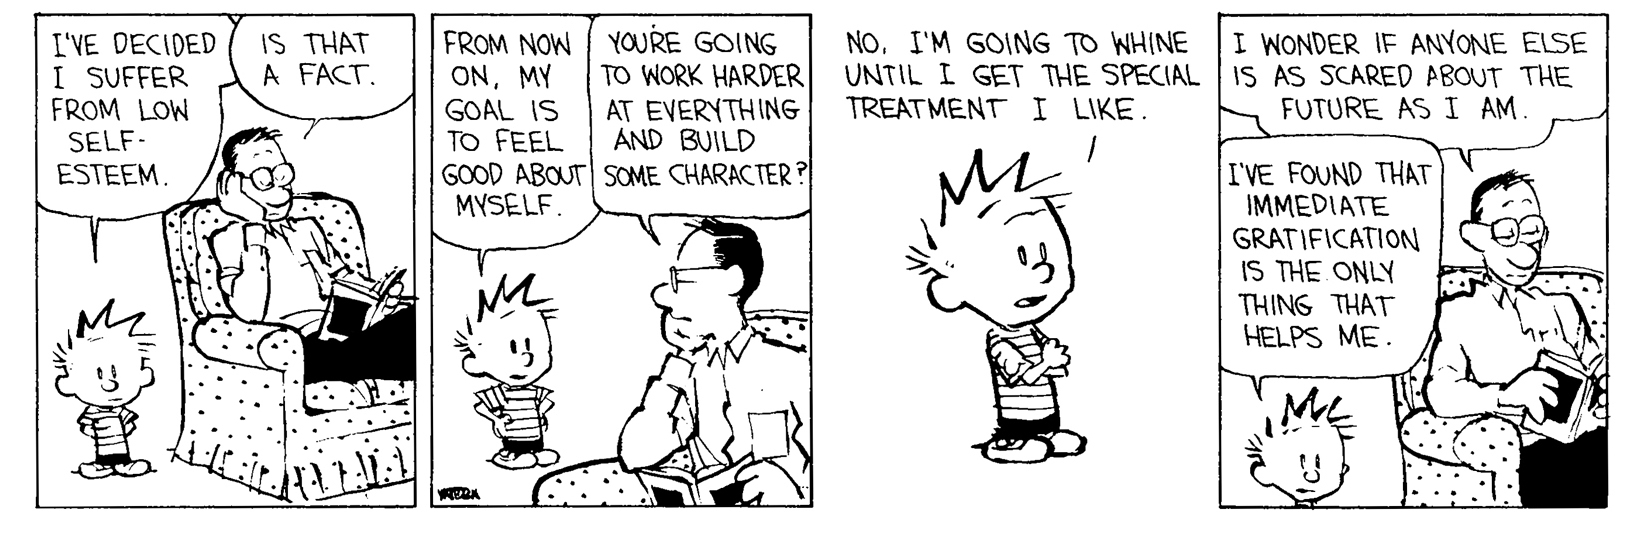 I'VE DECIDED
I SUFFER
FROM LOW
SELF-
ESTEEM.
IS THAT
A FACT.
FROM NOW
ON, MY
GOAL IS
TO FEEL
GOOD ABOUT
MYSELF.
YOU'RE GOING
TO WORK HARDER
AT EVERYTHING
AND BUILD
SOME CHARACTER?
NO, I'M GOING TO WHINE
UNTIL I GET THE SPECIAL
TREATMENT I LIKE.
I WONDER IF ANYONE ELSE
IS AS SCARED ABOUT THE
FUTURE AS I AM.
I'VE FOUND THAT
IMMEDIATE
GRATIFICATION
IS THE ONLY
THING THAT
HELPS ME.